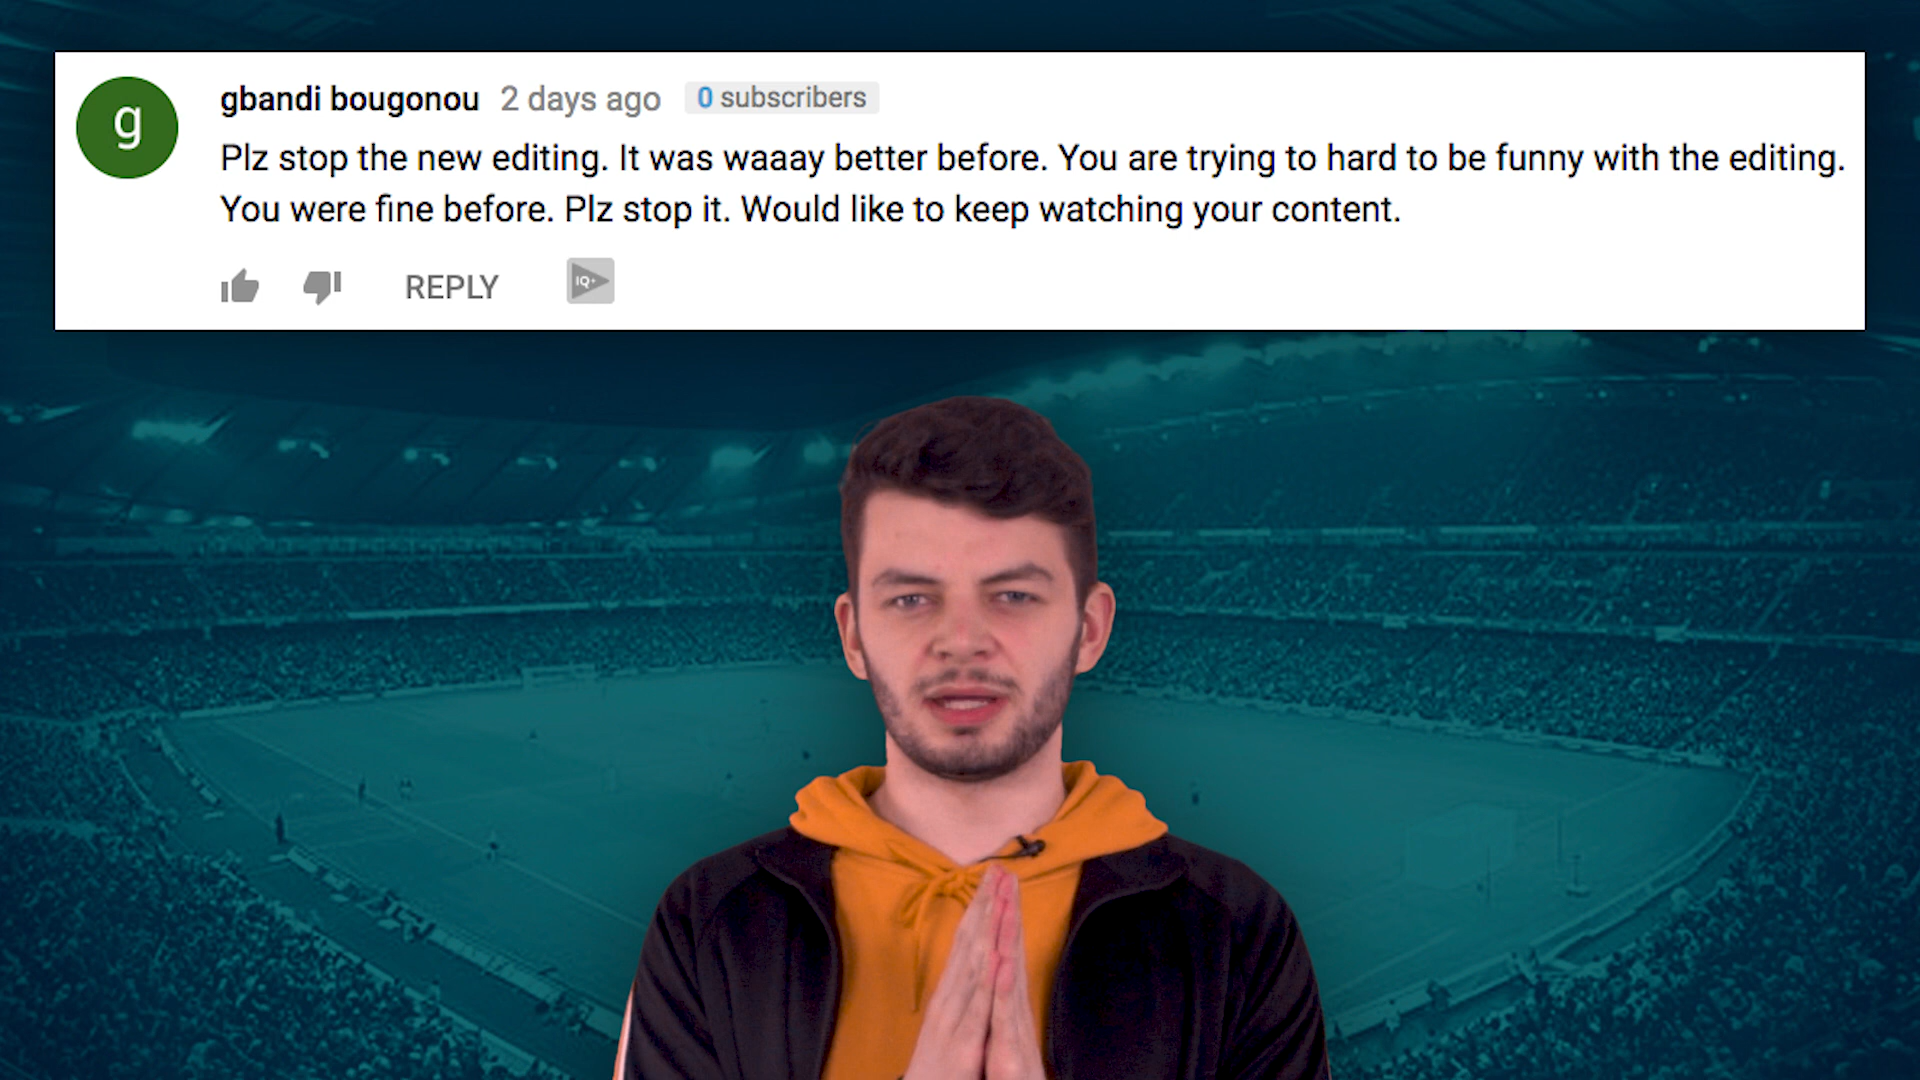 g
gbandi bougonou 2 days ago 0 subscribers
Plz stop the new editing. It was waaay better before. You are trying to hard to be funny with the editing.
You were fine before. Plz stop it. Would like to keep watching your content.
REPLY IQ+